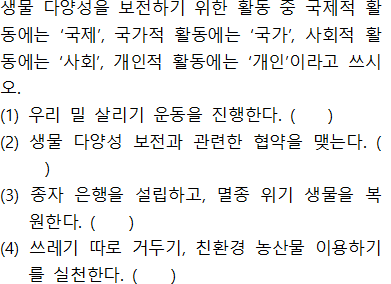 생물 다양성을 보전하기 위한 활동 중 국제적 활
동에는 ‘국제’, 국가적 활동에는 ‘국가’, 사회적 활
동에는 ‘사회’, 개인적 활동에는 ‘개인’이라고 쓰시
오.
(1) 우리 밀 살리기 운동을 진행한다. (      )
(2) 생물 다양성 보전과 관련한 협약을 맺는다. (
)
(3) 종자 은행을 설립하고, 멸종 위기 생물을 복
원한다. (      )
(4) 쓰레기 따로 거두기, 친환경 농산물 이용하기
를 실천한다. (      )